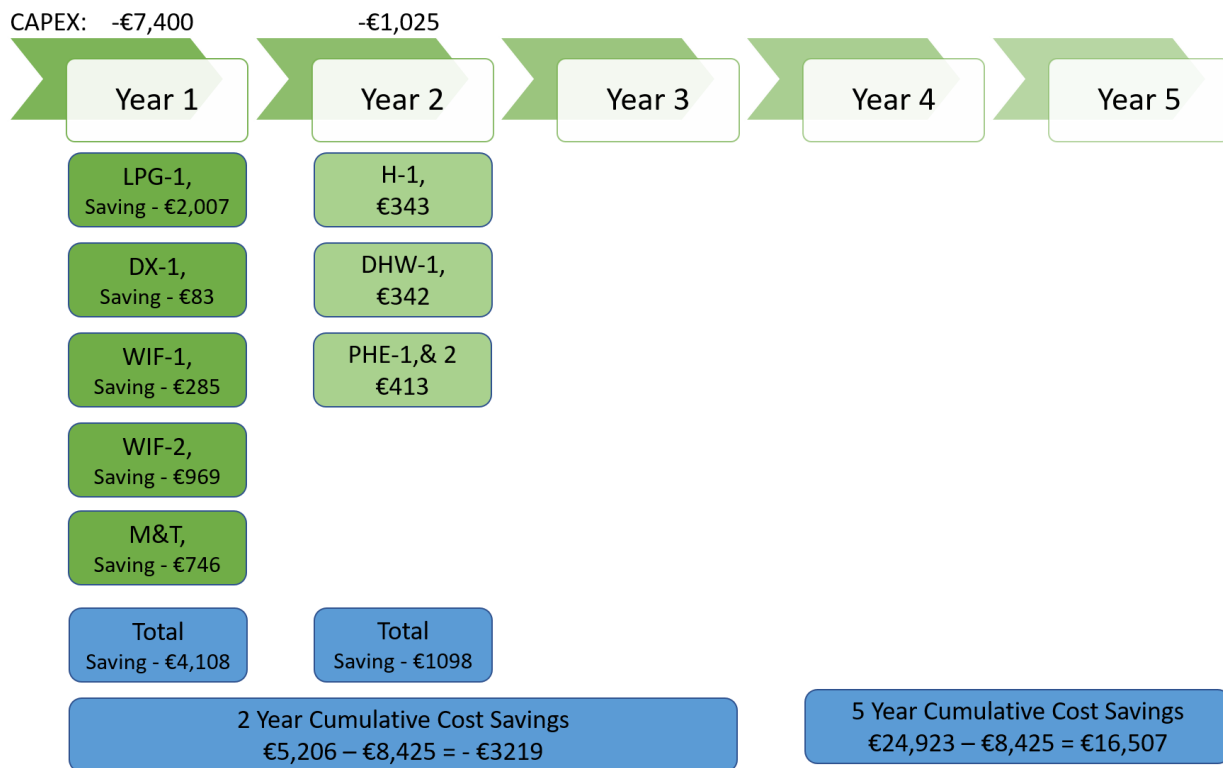 CAPEX: -€7,400 -€1,025
Year 1
Year 2
Year 3
Year 4
Year 5
LPG-1,
Saving - €2,007
H-1,
€343
DX-1,
Saving - €83
DHW-1,
€342
WIF-1,
Saving - €285
PHE-1,& 2
€413
WIF-2,
Saving - €969
M&T,
Saving - €746
Total
Saving - €4,108
Total
Saving - €1098
2 Year Cumulative Cost Savings
€5,206 – €8,425 = - €3219
5 Year Cumulative Cost Savings
€24,923 – €8,425 = €16,507